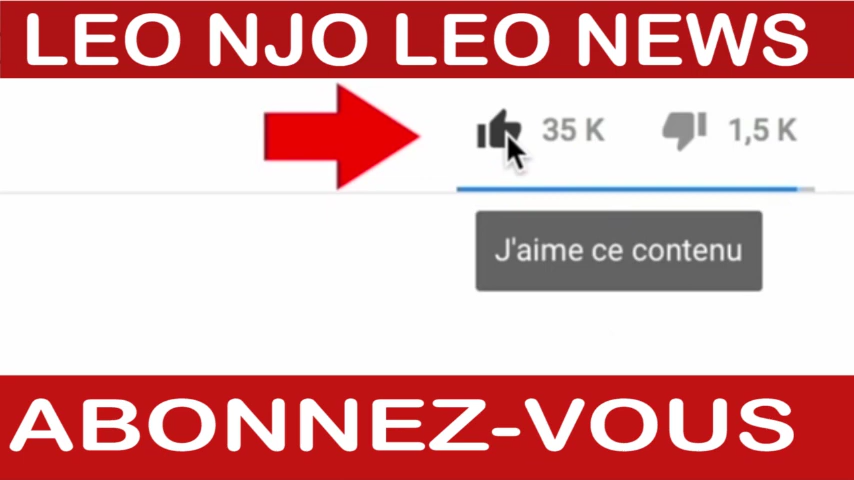 LEO NJO LEO NEWS
35 K 1,5 K
J'aime ce contenu
ABONNEZ-VOUS